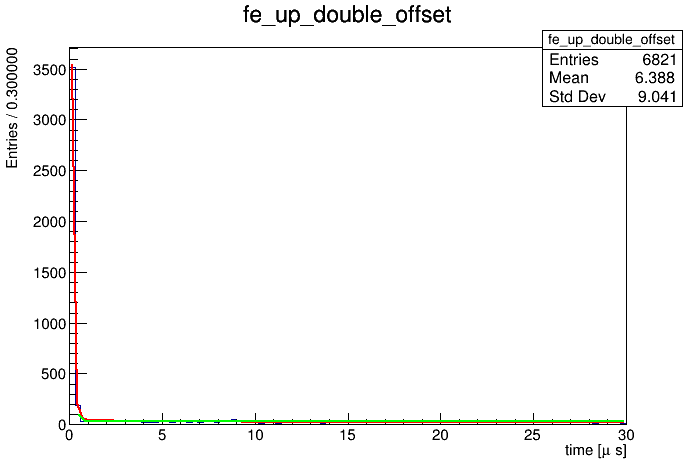 fe_up_double_offset
fe_up_double_offset
Entries 6821
Mean 6.388
Std Dev 9.041
Entries / 0.300000
3500
3000
2500
2000
1500
1000
500
0
0 5 10 15 20 25 30
time [μ s]